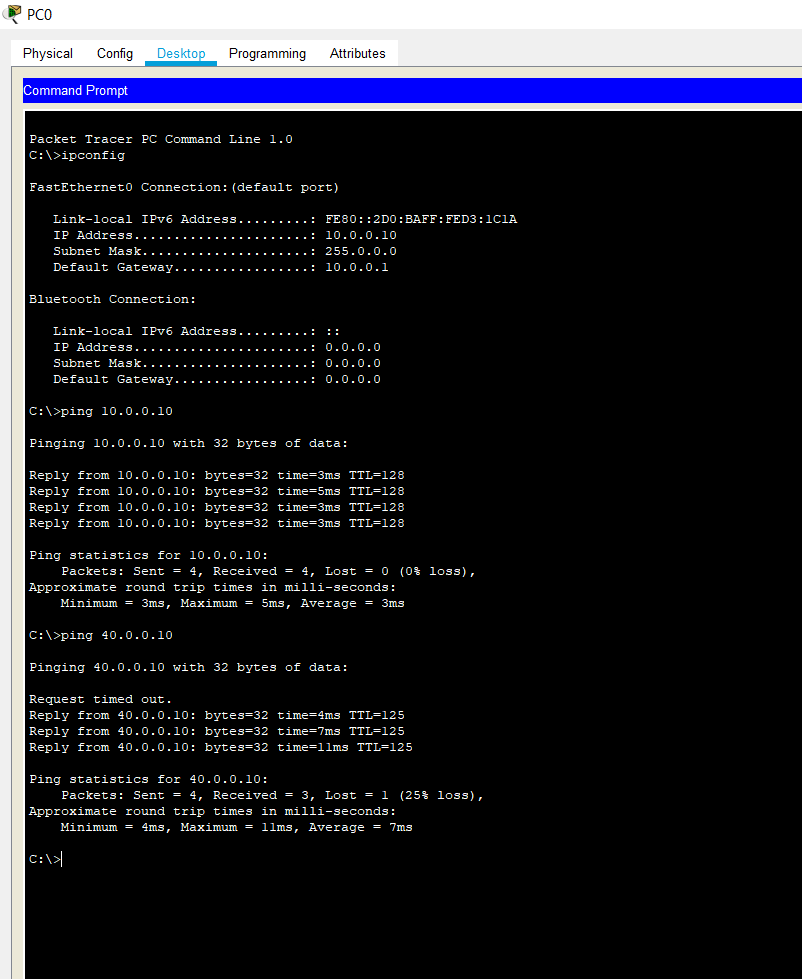 PC0
Physical Config Desktop Programming Attributes
Command Prompt
Packet Tracer PC Command Line 1.0
C:\>ipconfig
FastEthernet0 Connection:(default port)
Link-local IPv6 Address.........: FE80::2D0:BAFF:FED3:1C1A
IP Address......................: 10.0.0.10
Subnet Mask.....................: 255.0.0.0
Default Gateway.................: 10.0.0.1
Bluetooth Connection:
Link-local IPv6 Address.........: ::
IP Address......................: 0.0.0.0
Subnet Mask.....................: 0.0.0.0
Default Gateway.................: 0.0.0.0
C:\>ping 10.0.0.10
Pinging 10.0.0.10 with 32 bytes of data:
Reply from 10.0.0.10: bytes=32 time=3ms TTL=128
Reply from 10.0.0.10: bytes=32 time=5ms TTL=128
Reply from 10.0.0.10: bytes=32 time=3ms TTL=128
Reply from 10.0.0.10: bytes=32 time=3ms TTL=128
Ping statistics for 10.0.0.10:
Packets: Sent = 4, Received = 4, Lost = 0 (0% loss),
Approximate round trip times in milli-seconds:
Minimum = 3ms, Maximum = 5ms, Average = 3ms
C:\>ping 40.0.0.10
Pinging 40.0.0.10 with 32 bytes of data:
Request timed out.
Reply from 40.0.0.10: bytes=32 time=4ms TTL=125
Reply from 40.0.0.10: bytes=32 time=7ms TTL=125
Reply from 40.0.0.10: bytes=32 time=11ms TTL=125
Ping statistics for 40.0.0.10:
Packets: Sent = 4, Received = 3, Lost = 1 (25% loss),
Approximate round trip times in milli-seconds:
Minimum = 4ms, Maximum = 11ms, Average = 7ms
C:\>